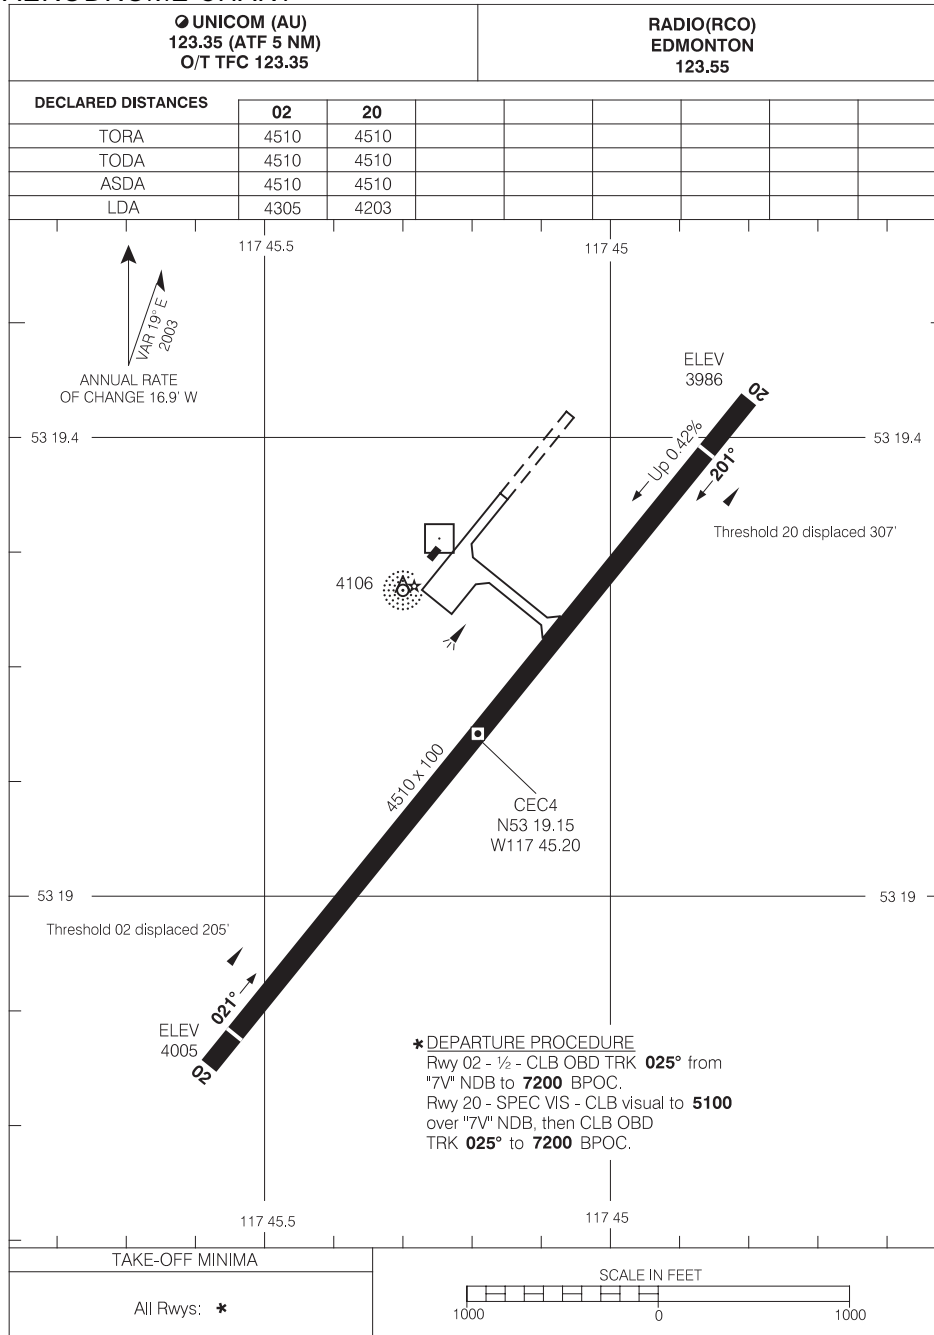 UNICOM (AU)
123.35 (ATF 5 NM)
O/T TFC 123.35
RADIO(RCO)
EDMONTON
123.55
DECLARED DISTANCES
02 20
TORA 4510 4510
TODA 4510 4510
ASDA 4510 4510
LDA 4305 4203
117 45.5 117 45
VAR 19° E
2003
ANNUAL RATE
OF CHANGE 16.9' W
ELEV
3986
20
53 19.4 53 19.4
Up 0.42%
201°
Threshold 20 displaced 307'
4106
4510 x 100
CEC4
N53 19.15
W117 45.20
53 19 53 19
Threshold 02 displaced 205'
021°
ELEV
4005
02
* DEPARTURE PROCEDURE
Rwy 02 - ½ - CLB OBD TRK 025° from
"7V" NDB to 7200 BPOC.
Rwy 20 - SPEC VIS - CLB visual to 5100
over "7V" NDB, then CLB OBD
TRK 025° to 7200 BPOC.
117 45.5 117 45
TAKE-OFF MINIMA
All Rwys: *
SCALE IN FEET
1000 0 1000